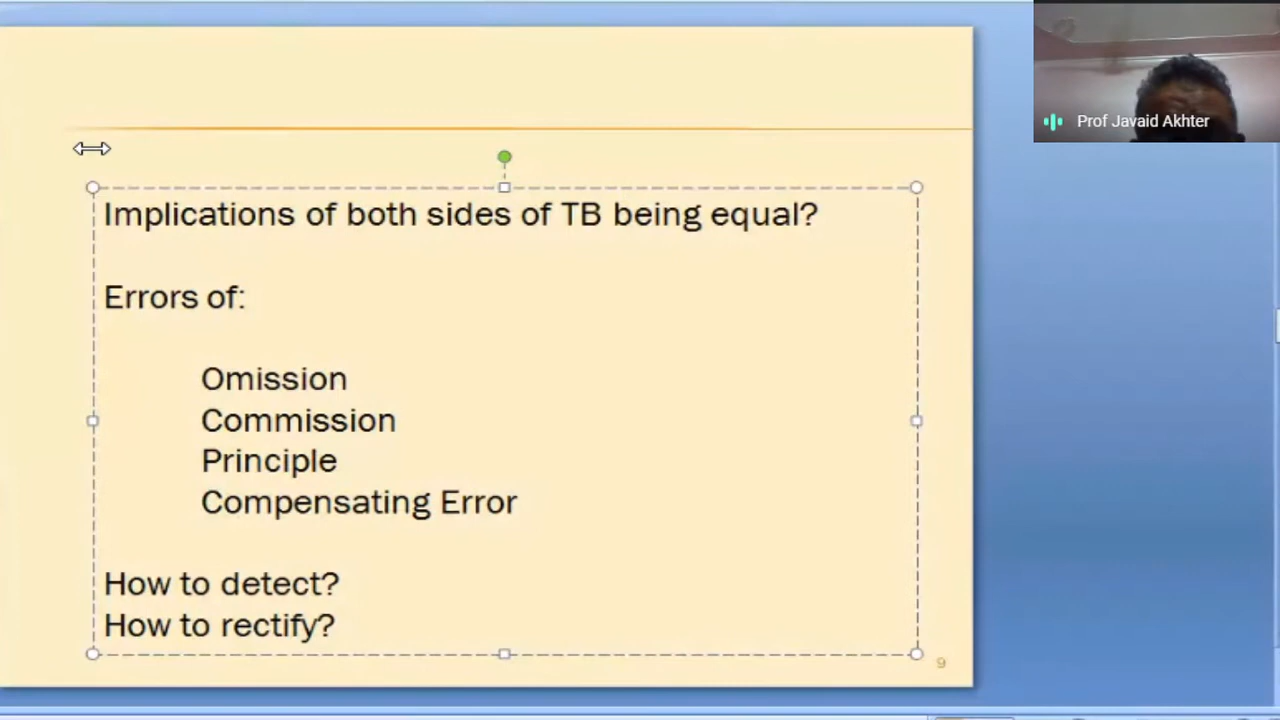 Prof Javaid Akhter
Implications of both sides of TB being equal?
Errors of:
Omission
Commission
Principle
Compensating Error
How to detect?
How to rectify?
9